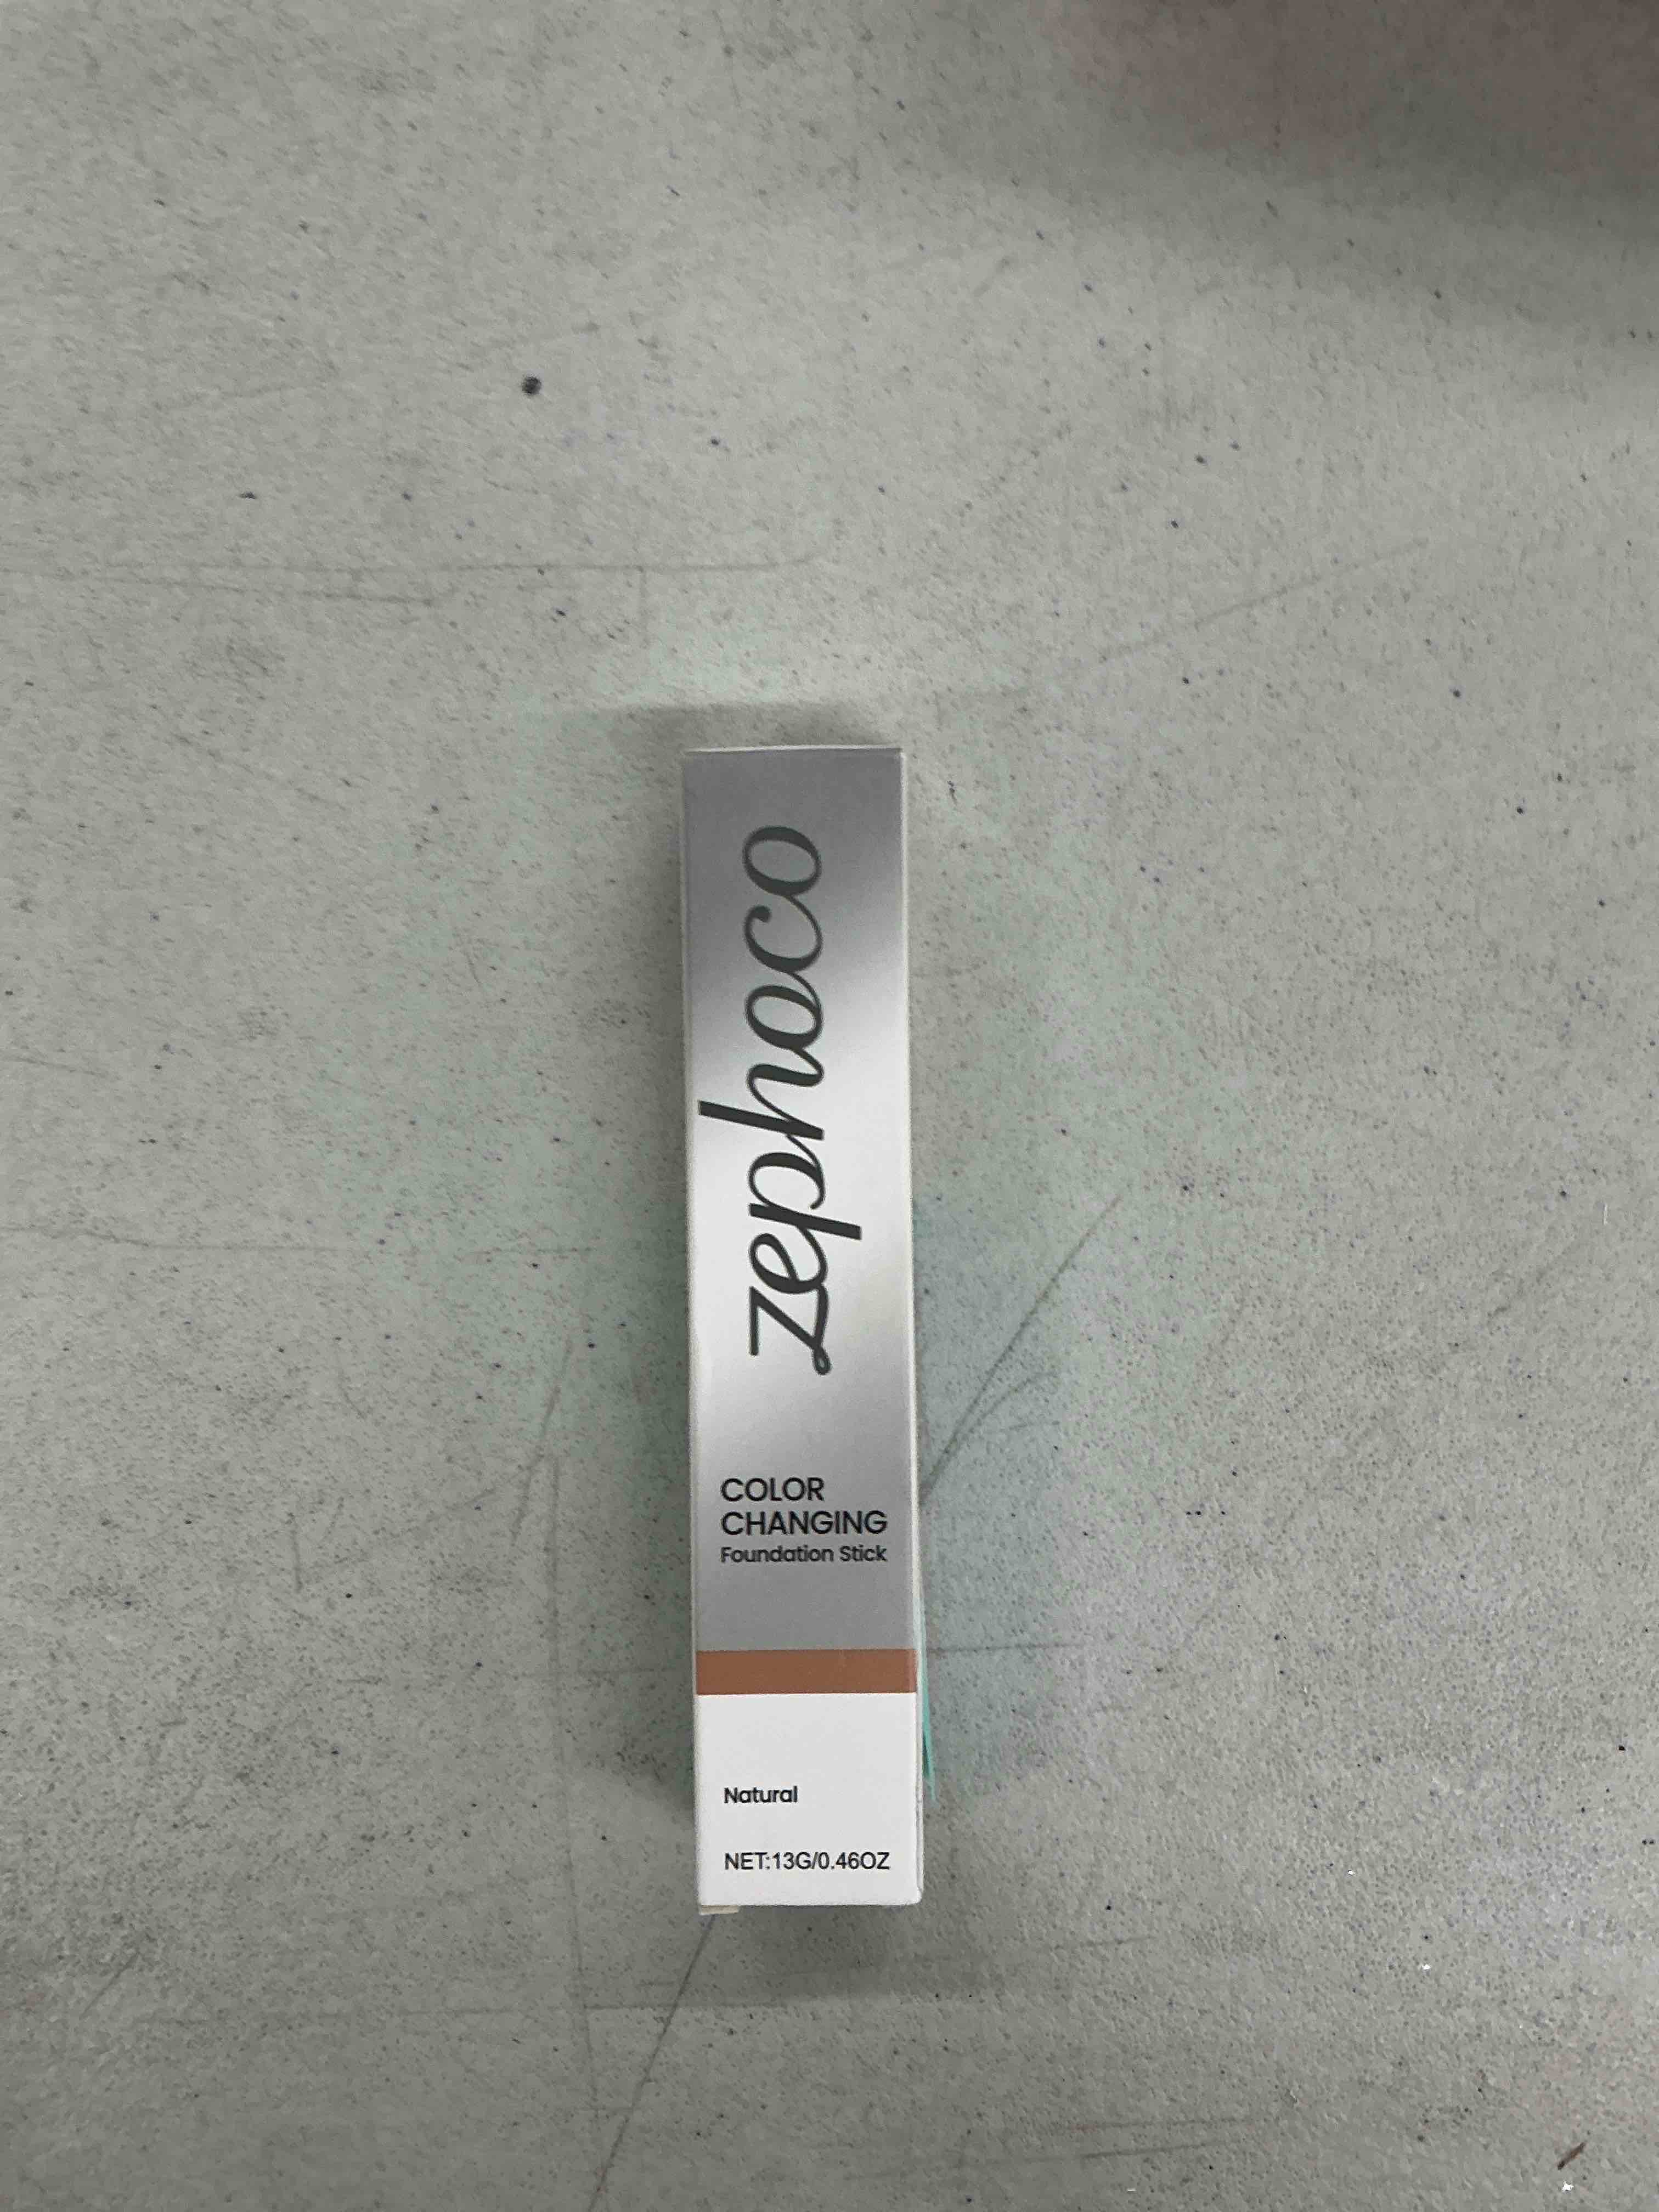 zephoco
COLOR
CHANGING
Foundation Stick
Natural
NET:13G/0.46OZ